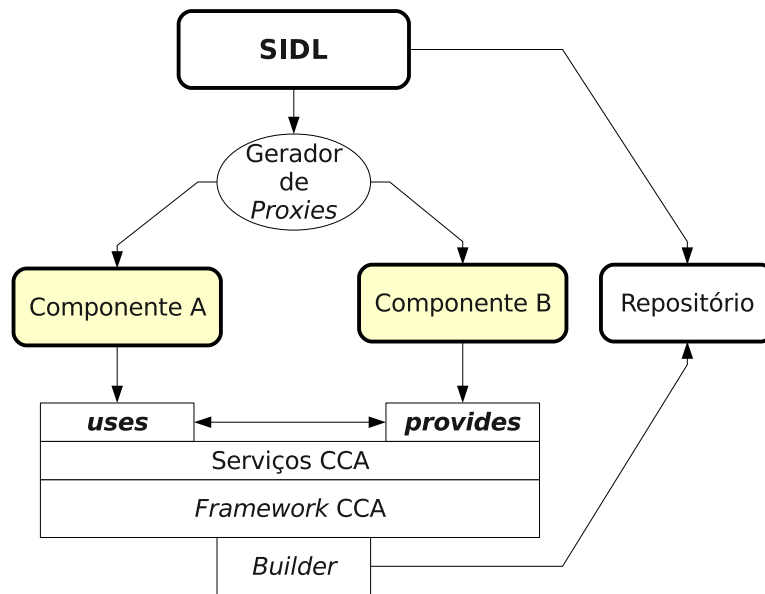 SIDL
Gerador
de
Proxies
Componente A
Componente B
Repositório
uses
provides
Serviços CCA
Framework CCA
Builder